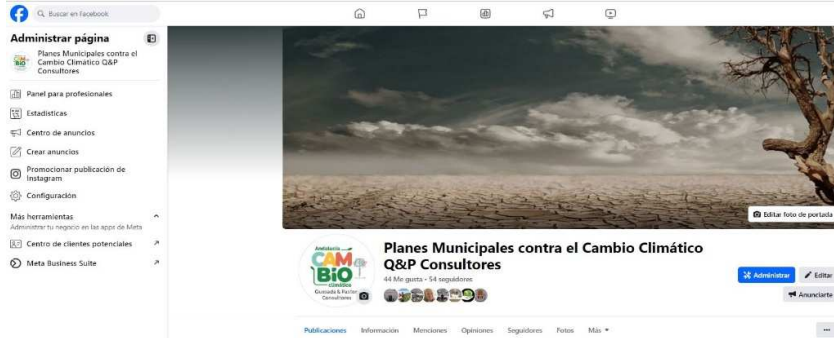 Buscar en Facebook
Administrar página
Planes Municipales contra el
Cambio Climático Q&P
Consultores
Panel para profesionales
Estadísticas
Centro de anuncios
Crear anuncios
Promocionar publicación de
Instagram
Configuración
Más herramientas
Administrar tu negocio en las apps de Meta
Centro de clientes potenciales
Meta Business Suite
Editar foto de portada
Andalucía
CAM
BiO
climático
Consultores
Planes Municipales contra el Cambio Climático
Q&P Consultores
44 Me gusta • 54 seguidores
Administrar
Editar
Anunciarte
Publicaciones
Información
Menciones
Opiniones
Seguidores
Fotos
Más